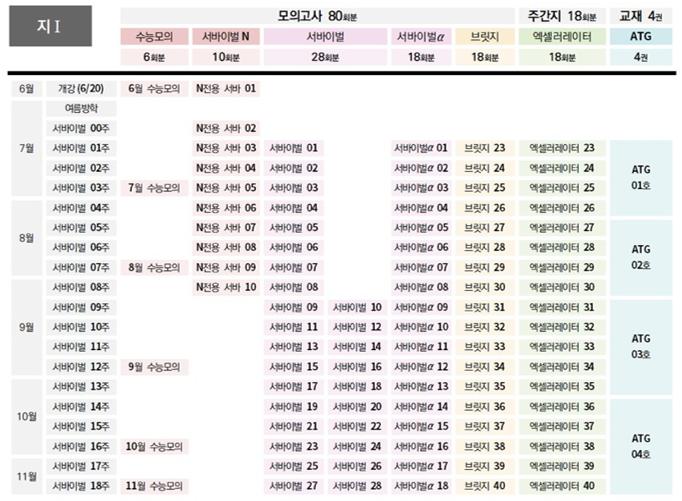 지 I
모의고사 80회분 주간지 18회분 교재 4권
수능모의 서바이벌 N 서바이벌 서바이벌α 브릿지 엑셀러레이터 ATG
6회분 10회분 28회분 18회분 18회분 18회분 4권
6월 개강 (6/20) 6월 수능모의 N전용 서바 01
여름방학
서바이벌 00주 N전용 서바 02
7월 서바이벌 01주 N전용 서바 03 서바이벌 01 서바이벌α 01 브릿지 23 엑셀러레이터 23
서바이벌 02주 N전용 서바 04 서바이벌 02 서바이벌α 02 브릿지 24 엑셀러레이터 24 ATG 01호
서바이벌 03주 7월 수능모의 N전용 서바 05 서바이벌 03 서바이벌α 03 브릿지 25 엑셀러레이터 25
서바이벌 04주 N전용 서바 06 서바이벌 04 서바이벌α 04 브릿지 26 엑셀러레이터 26
8월 서바이벌 05주 N전용 서바 07 서바이벌 05 서바이벌α 05 브릿지 27 엑셀러레이터 27
서바이벌 06주 N전용 서바 08 서바이벌 06 서바이벌α 06 브릿지 28 엑셀러레이터 28 ATG 02호
서바이벌 07주 8월 수능모의 N전용 서바 09 서바이벌 07 서바이벌α 07 브릿지 29 엑셀러레이터 29
서바이벌 08주 N전용 서바 10 서바이벌 08 서바이벌α 08 브릿지 30 엑셀러레이터 30
서바이벌 09주 서바이벌 09 서바이벌 10 서바이벌α 09 브릿지 31 엑셀러레이터 31
9월 서바이벌 10주 서바이벌 11 서바이벌 12 서바이벌α 10 브릿지 32 엑셀러레이터 32
서바이벌 11주 서바이벌 13 서바이벌 14 서바이벌α 11 브릿지 33 엑셀러레이터 33 ATG 03호
서바이벌 12주 9월 수능모의 서바이벌 15 서바이벌 16 서바이벌α 12 브릿지 34 엑셀러레이터 34
서바이벌 13주 서바이벌 17 서바이벌 18 서바이벌α 13 브릿지 35 엑셀러레이터 35
10월 서바이벌 14주 서바이벌 19 서바이벌 20 서바이벌α 14 브릿지 36 엑셀러레이터 36
서바이벌 15주 서바이벌 21 서바이벌 22 서바이벌α 15 브릿지 37 엑셀러레이터 37
서바이벌 16주 10월 수능모의 서바이벌 23 서바이벌 24 서바이벌α 16 브릿지 38 엑셀러레이터 38 ATG 04호
서바이벌 17주 서바이벌 25 서바이벌 26 서바이벌α 17 브릿지 39 엑셀러레이터 39
11월 서바이벌 18주 11월 수능모의 서바이벌 27 서바이벌 28 서바이벌α 18 브릿지 40 엑셀러레이터 40